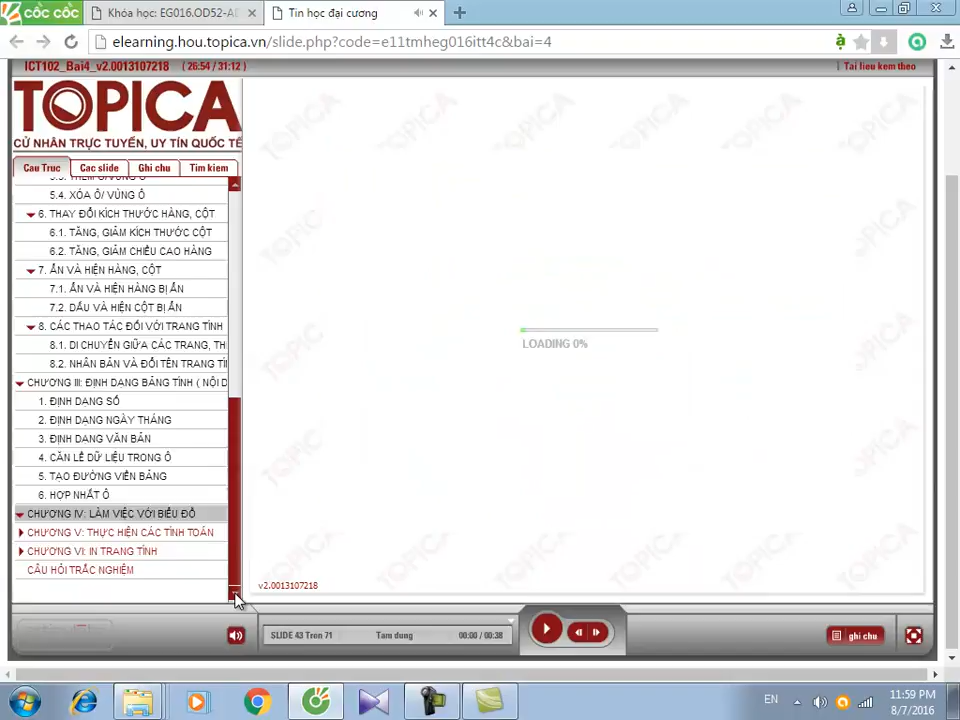 cốc cốc
Khóa học: EG016.OD52-AD
Tin học đại cương
elearning.hou.topica.vn/slide.php?code=e11tmheg016itt4c&bai=4
ICT102_Bai4_v2.0013107218 ( 26:54 / 31:12 )
Tai lieu kem theo
TOPICA
CỬ NHÂN TRỰC TUYẾN, UY TÍN QUỐC TẾ
Cau Truc
Cac slide
Ghi chu
Tim kiem
5.4. XÓA Ô/ VÙNG Ô
6. THAY ĐỔI KÍCH THƯỚC HÀNG, CỘT
6.1. TĂNG, GIẢM KÍCH THƯỚC CỘT
6.2. TĂNG, GIẢM CHIỀU CAO HÀNG
7. ẨN VÀ HIỆN HÀNG, CỘT
7.1. ẨN VÀ HIỆN HÀNG BỊ ẨN
7.2. DẤU VÀ HIỆN CỘT BỊ ẨN
8. CÁC THAO TÁC ĐỐI VỚI TRANG TÍNH
8.1. DI CHUYỂN GIỮA CÁC TRANG, TH
8.2. NHÂN BẢN VÀ ĐỔI TÊN TRANG TÍ
CHƯƠNG III: ĐỊNH DẠNG BẢNG TÍNH ( NỘI D
1. ĐỊNH DẠNG SỐ
2. ĐỊNH DẠNG NGÀY THÁNG
3. ĐỊNH DẠNG VĂN BẢN
4. CĂN LỀ DỮ LIỆU TRONG Ô
5. TẠO ĐƯỜNG VIỀN BẢNG
6. HỢP NHẤT Ô
CHƯƠNG IV: LÀM VIỆC VỚI BIỂU ĐỒ
CHƯƠNG V: THỰC HIỆN CÁC TÍNH TOÁN
CHƯƠNG VI: IN TRANG TÍNH
CÂU HỎI TRẮC NGHIỆM
LOADING 0%
v2.0013107218
SLIDE 43 Tren 71
Tam dung
00:00 / 00:38
ghi chu
EN
11:59 PM
8/7/2016